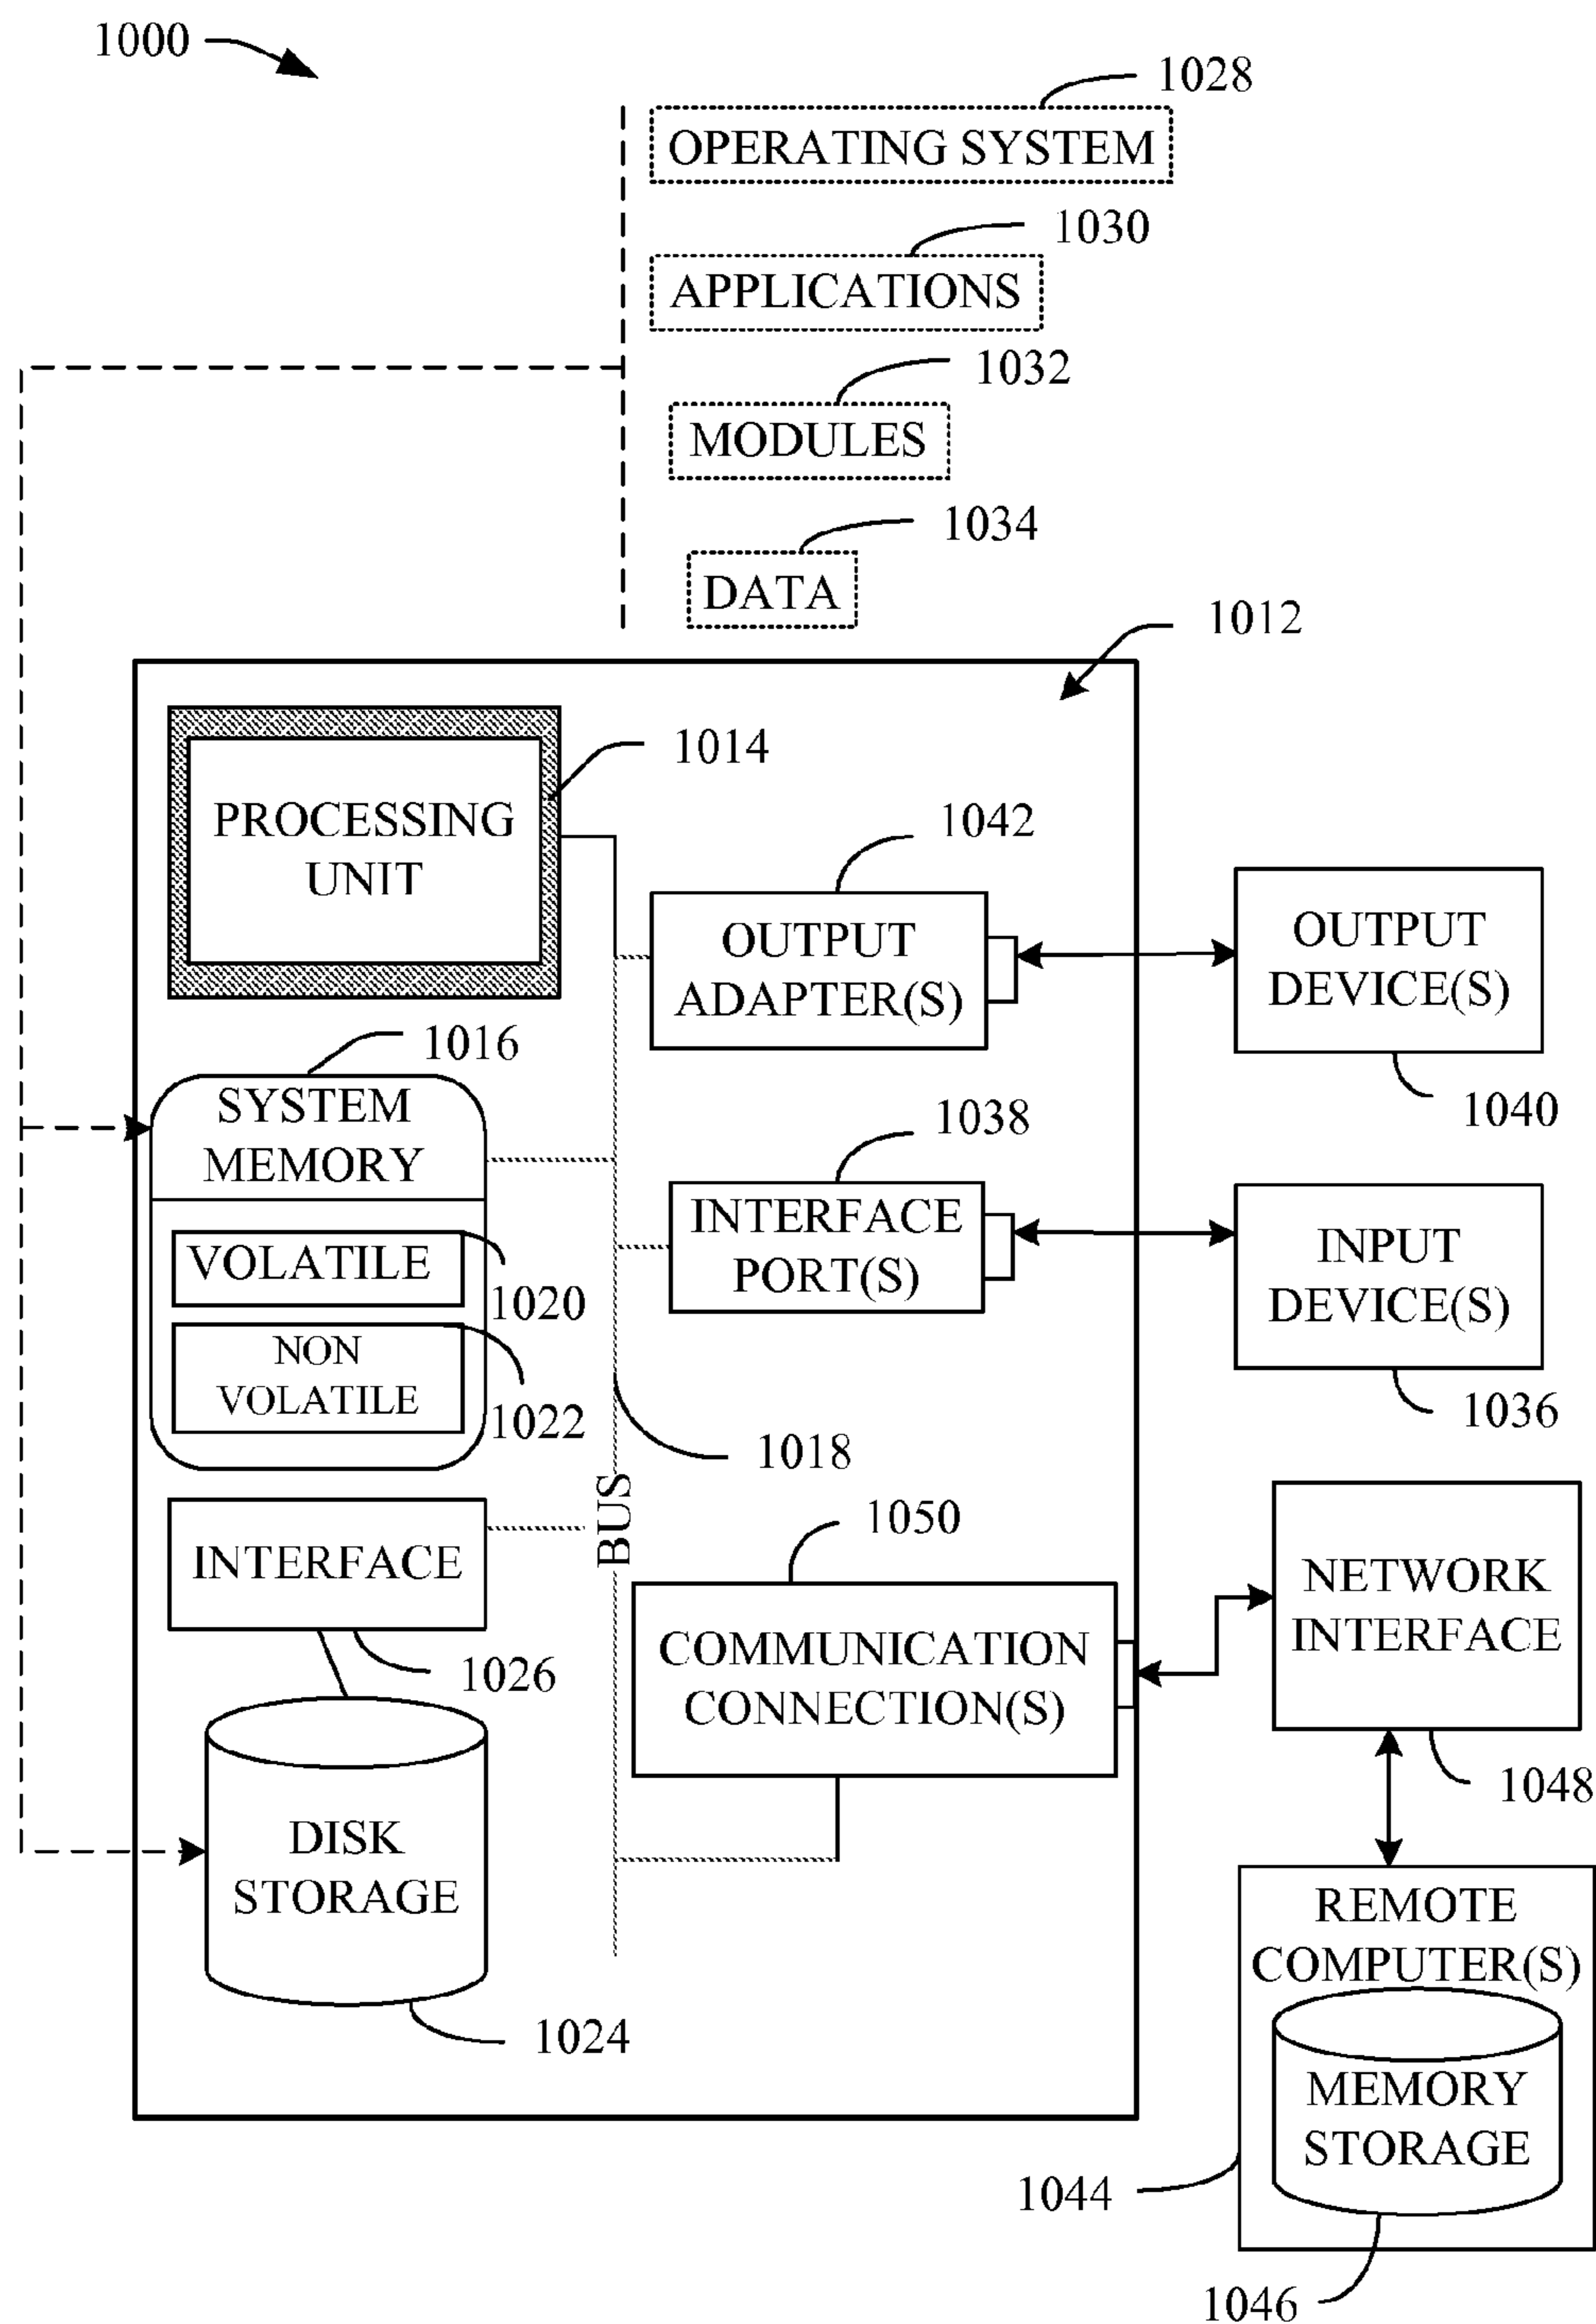 1000
1028
OPERATING SYSTEM
1030
APPLICATIONS
1032
MODULES
1034
DATA
1012
1014
PROCESSING
UNIT
1042
OUTPUT
ADAPTER(S)
OUTPUT
DEVICE(S)
1040
1016
SYSTEM
MEMORY
1038
INTERFACE
PORT(S)
INPUT
DEVICE(S)
1036
VOLATILE
1020
NON
VOLATILE
1022
1018
BUS
INTERFACE
1026
1050
COMMUNICATION
CONNECTION(S)
NETWORK
INTERFACE
1048
DISK
STORAGE
1024
REMOTE
COMPUTER(S)
MEMORY
STORAGE
1044
1046